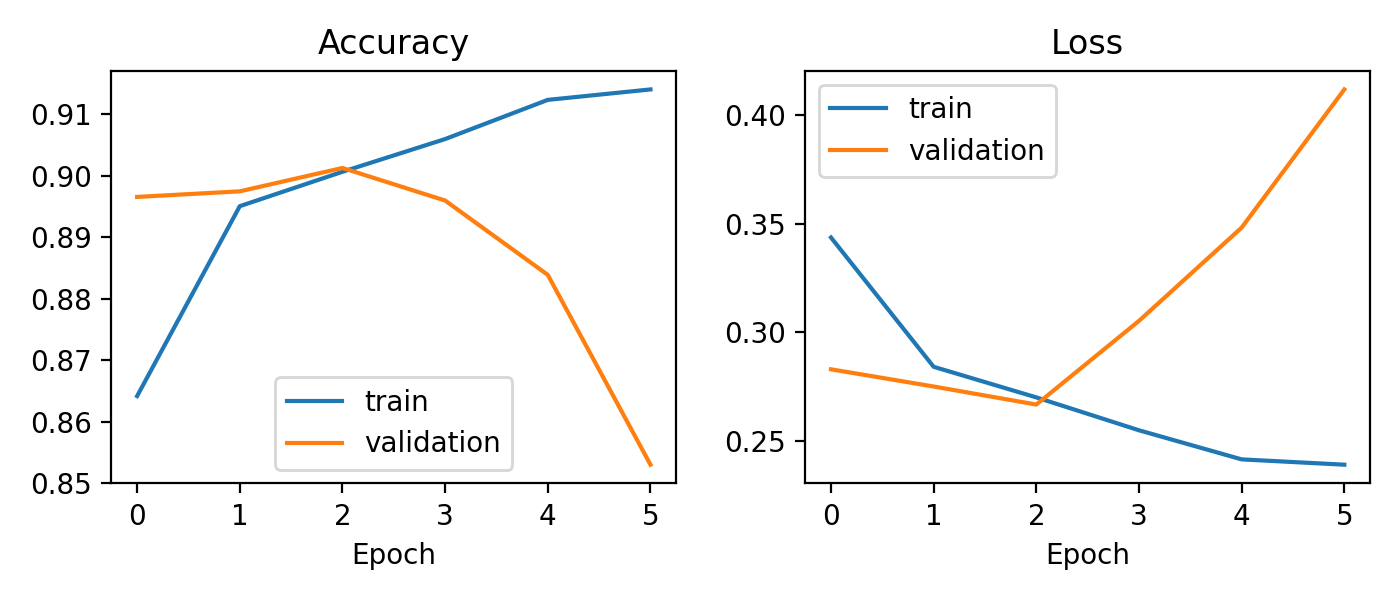 Accuracy
0.91
0.90
0.89
0.88
0.87
0.86
0.85
train
validation
0 1 2 3 4 5
Epoch
Loss
0.40
0.35
0.30
0.25
train
validation
0 1 2 3 4 5
Epoch